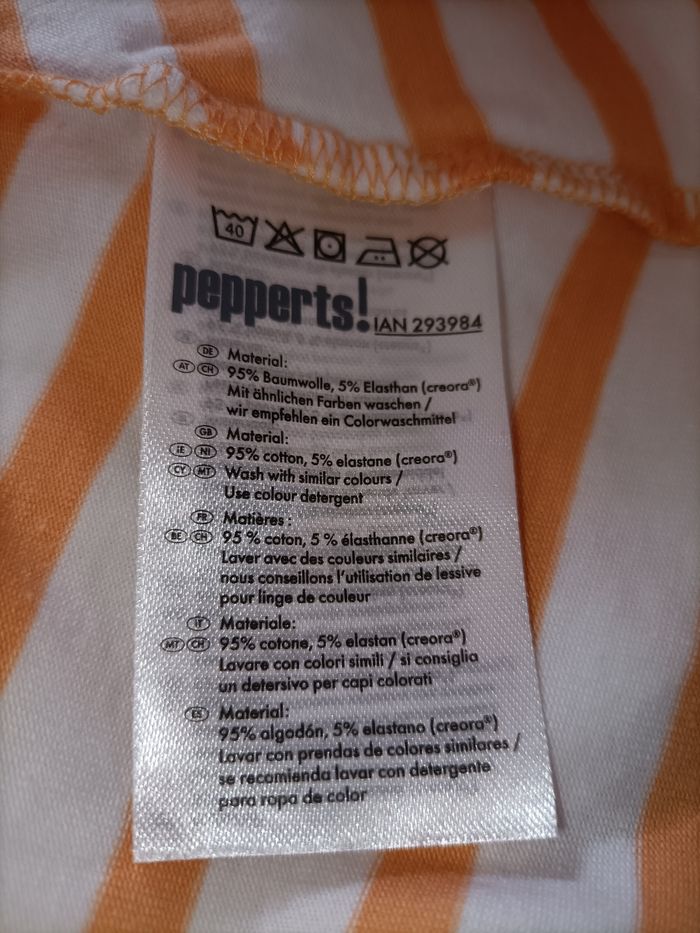 40
pepperts! IAN 293984
DE Material:
AT CH 95% Baumwolle, 5% Elasthan (creora®)
Mit ähnlichen Farben waschen /
wir empfehlen ein Colorwaschmittel
GB Material:
IE NI 95% cotton, 5% elastane (creora®)
CY MT Wash with similar colours /
Use colour detergent
FR Matières :
BE CH 95 % coton, 5 % élasthanne (creora®)
Laver avec des couleurs similaires /
nous conseillons l'utilisation de lessive
pour linge de couleur
IT Materiale:
MT CH 95% cotone, 5% elastan (creora®)
Lavare con colori simili / si consiglia
un detersivo per capi colorati
ES Material:
95% algodón, 5% elastano (creora®)
Lavar con prendas de colores similares /
se recomienda lavar con detergente
para ropa de color